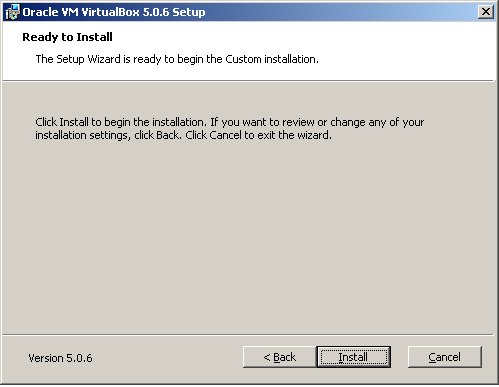 Oracle VM VirtualBox 5.0.6 Setup
Ready to Install
The Setup Wizard is ready to begin the Custom installation.
Click Install to begin the installation. If you want to review or change any of your
installation settings, click Back. Click Cancel to exit the wizard.
Version 5.0.6
< Back
Install
Cancel